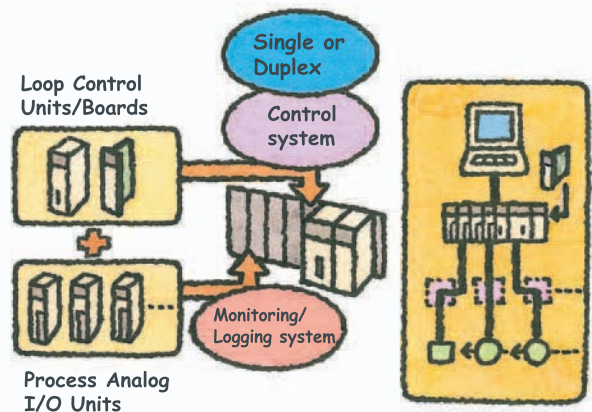 Single or
Duplex
Loop Control
Units/Boards
Control
system
Monitoring/
Logging system
Process Analog
I/O Units